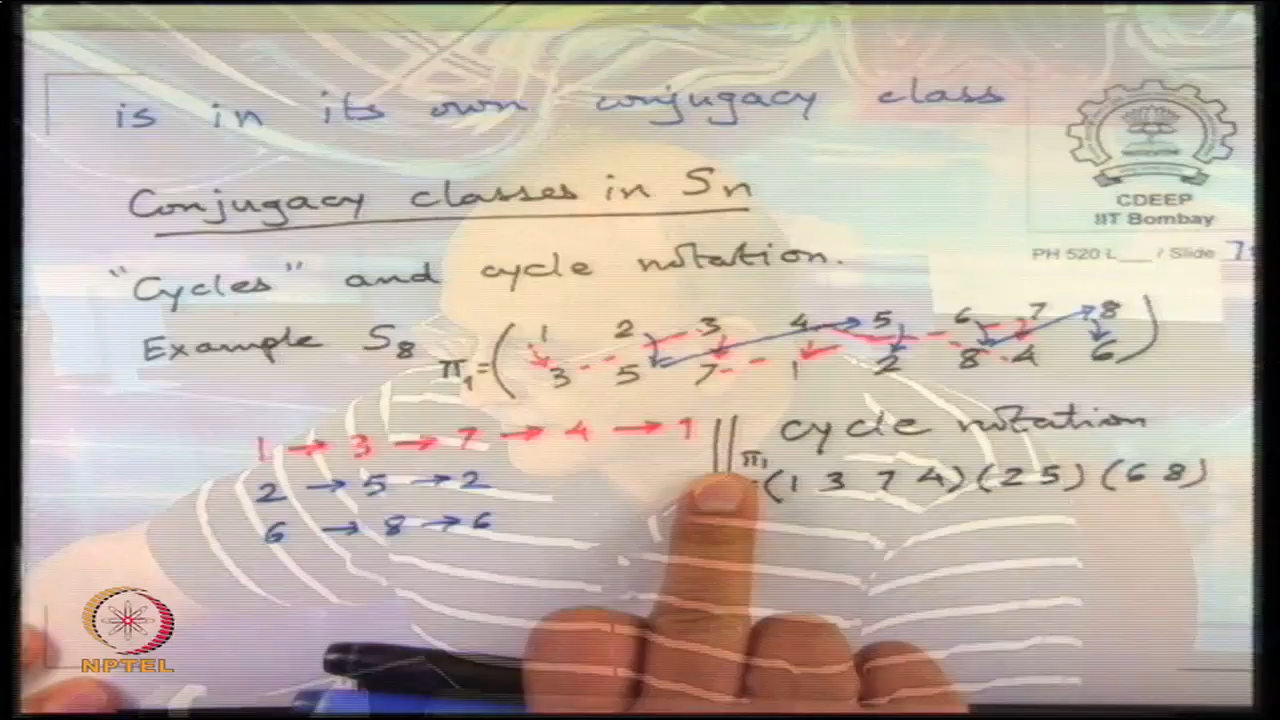 is in its own conjugacy class
CDEEP
IIT Bombay
Conjugacy classes in Sn
PH 520 L___ / Slide 7
"Cycles" and cycle notation.
Example S8 π1 = ( 1 2 3 4 5 6 7 8 )
3 5 7 1 2 8 4 6
1 → 3 → 7 → 4 → 1
2 → 5 → 2
6 → 8 → 6
cycle notation
π1 = (1 3 7 4) (2 5) (6 8)
NPTEL